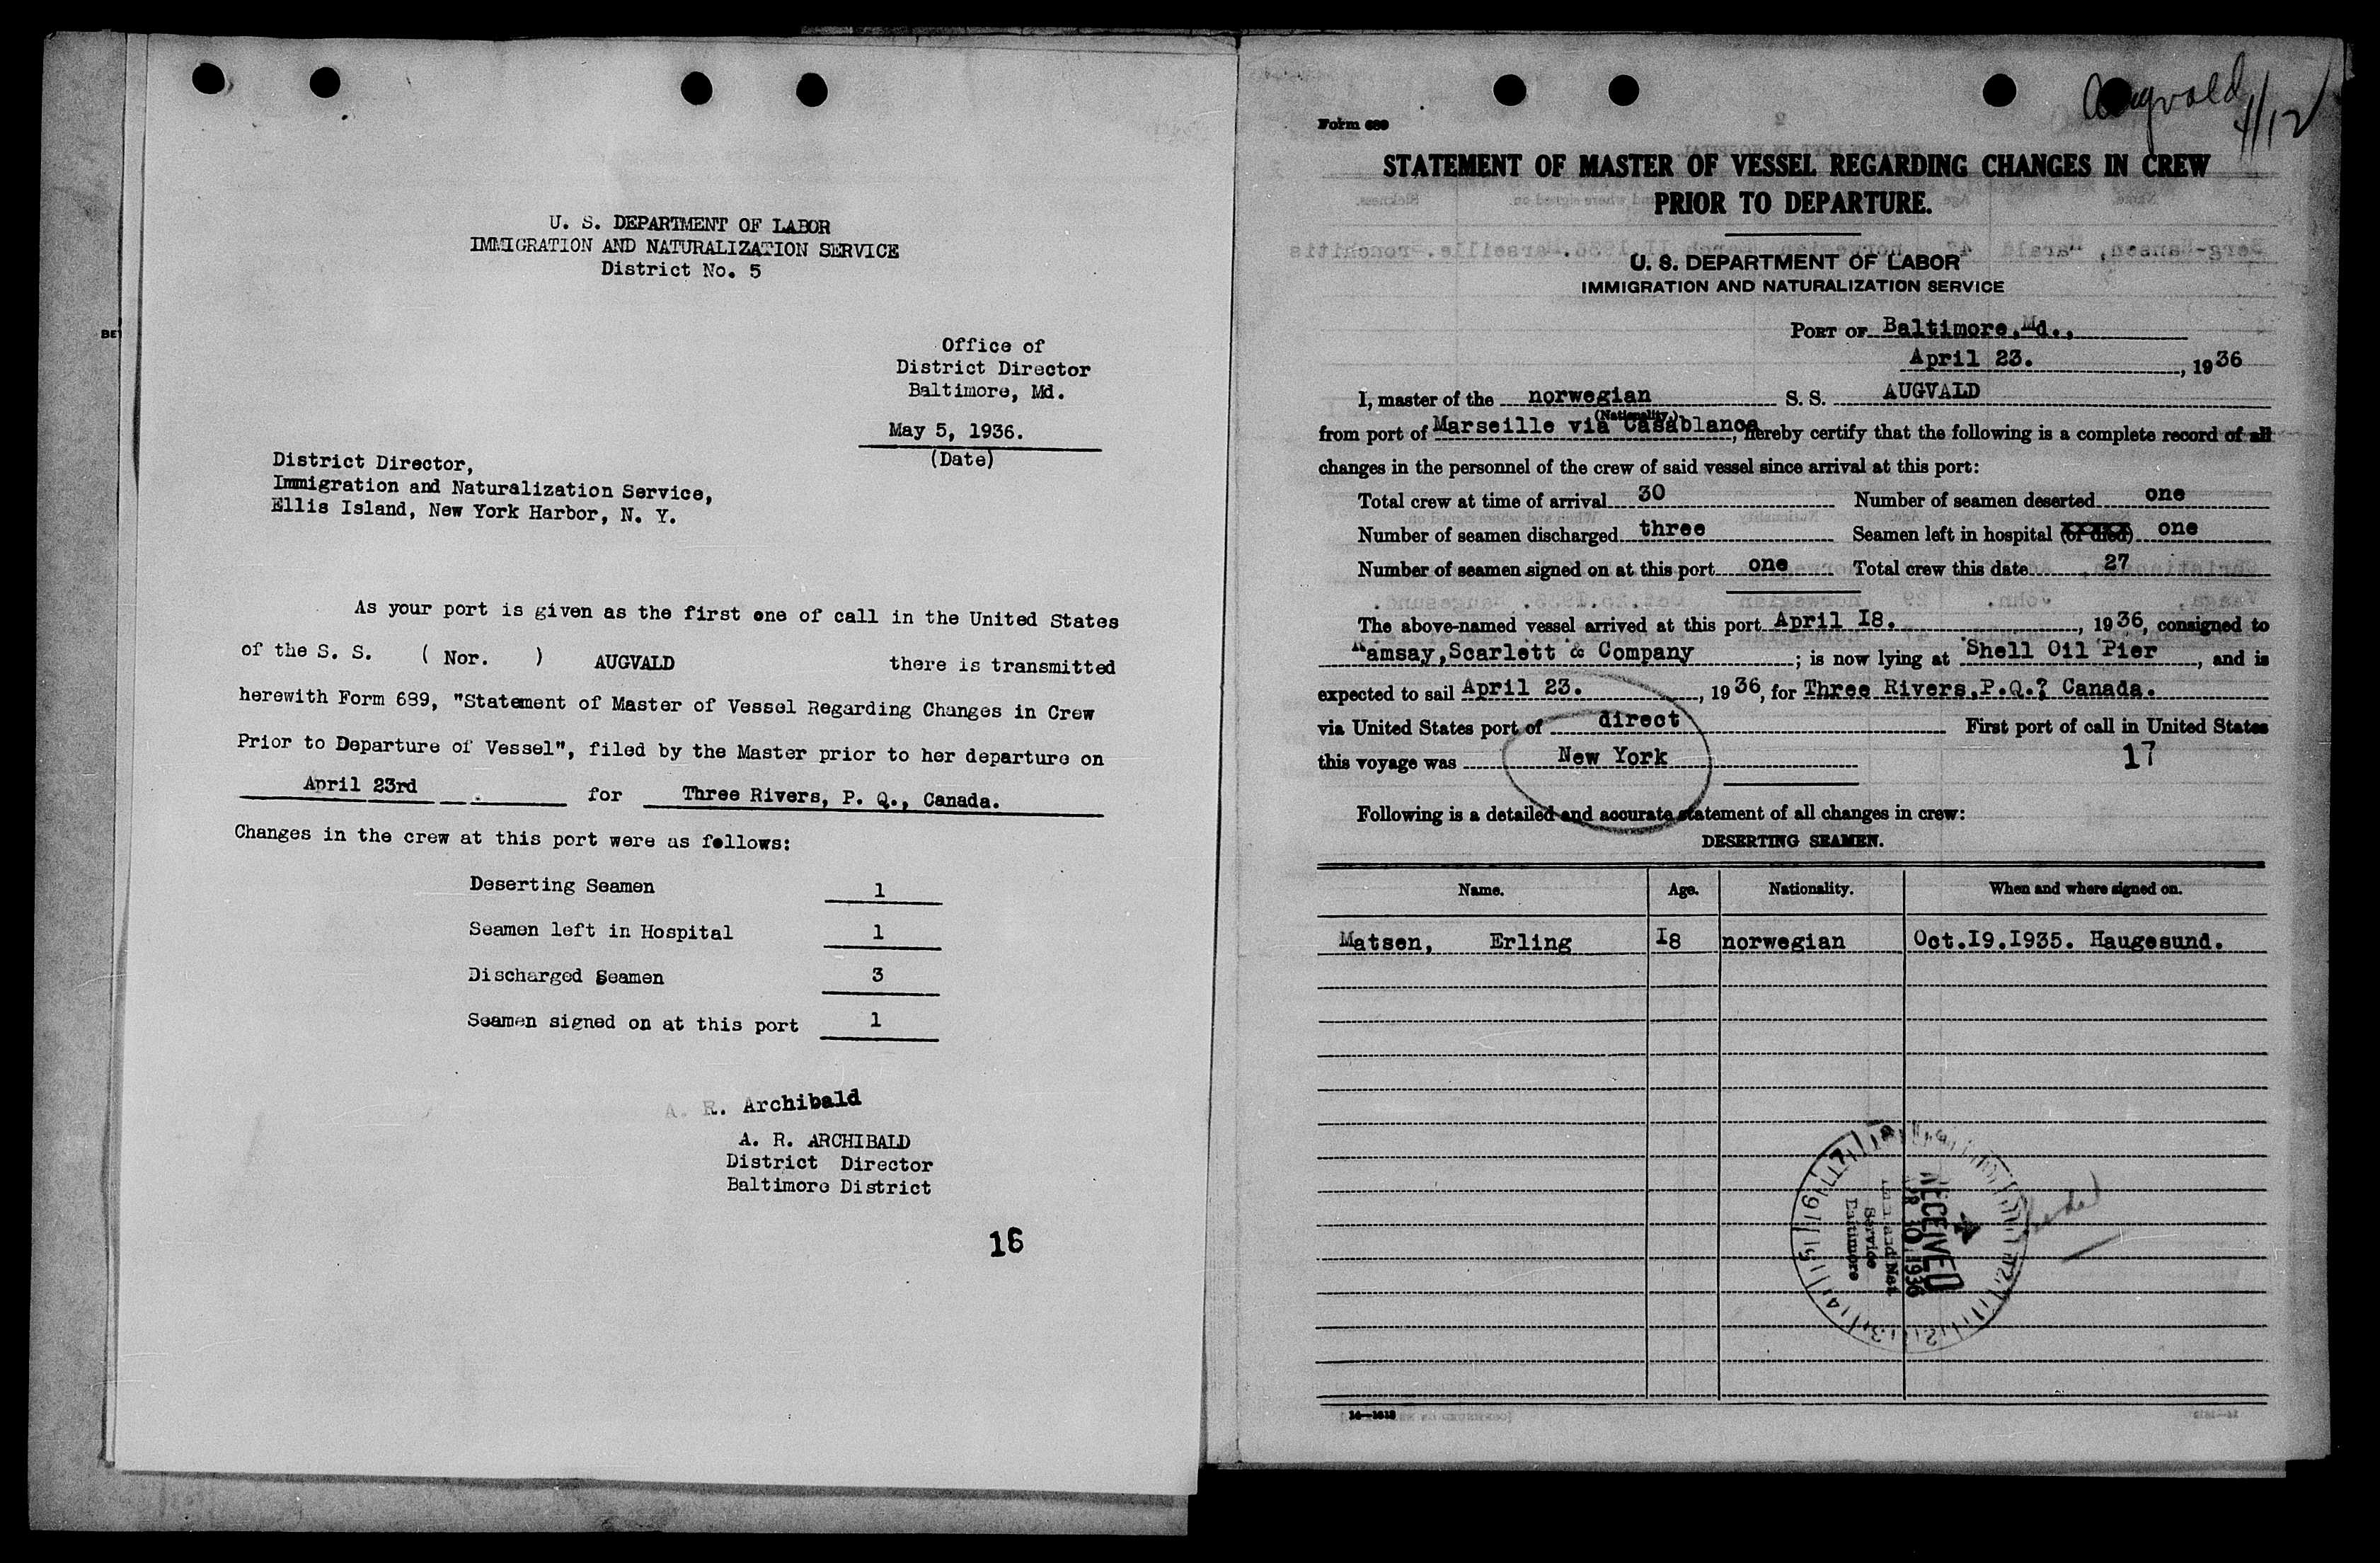 BE
U. S. DEPARTMENT OF LABOR
IMMIGRATION AND NATURALIZATION SERVICE
District No. 5
Office of
District Director
Baltimore, Md.
May 5, 1936.
(Date)
District Director,
Immigration and Naturalization Service,
Ellis Island, New York Harbor, N. Y.
As your port is given as the first one of call in the United States
of the S. S. ( Nor. ) AUGVALD there is transmitted
herewith Form 689, "Statement of Master of Vessel Regarding Changes in Crew
Prior to Departure of Vessel", filed by the Master prior to her departure on
April 23rd for Three Rivers, P. Q., Canada.
Changes in the crew at this port were as follows:
Deserting Seamen 1
Seamen left in Hospital 1
Discharged Seamen 3
Seamen signed on at this port 1
A. R. Archibald
A. R. ARCHIBALD
District Director
Baltimore District
16
Augvald
4/12
Form 689
STATEMENT OF MASTER OF VESSEL REGARDING CHANGES IN CREW
PRIOR TO DEPARTURE.
U. S. DEPARTMENT OF LABOR
IMMIGRATION AND NATURALIZATION SERVICE
PORT OF Baltimore,Md.,
April 23. , 1936
I, master of the norwegian S. S. AUGVALD
(Nationality.)
from port of Marseille via Casablanca, hereby certify that the following is a complete record of all
changes in the personnel of the crew of said vessel since arrival at this port:
Total crew at time of arrival 30 Number of seamen deserted one
Number of seamen discharged three Seamen left in hospital (or died) one
Number of seamen signed on at this port one Total crew this date 27
The above-named vessel arrived at this port April I8. , 1936, consigned to
Ramsay,Scarlett & Company ; is now lying at Shell Oil Pier , and is
expected to sail April 23. , 1936, for Three Rivers,P.Q.? Canada.
via United States port of direct First port of call in United States
this voyage was New York
17
Following is a detailed and accurate statement of all changes in crew:
DESERTING SEAMEN.
Name. Age. Nationality. When and where signed on.
Matsen, Erling I8 norwegian Oct.I9.1935. Haugesund.
RECEIVED
10 1936
Service
Baltimore
14—1613